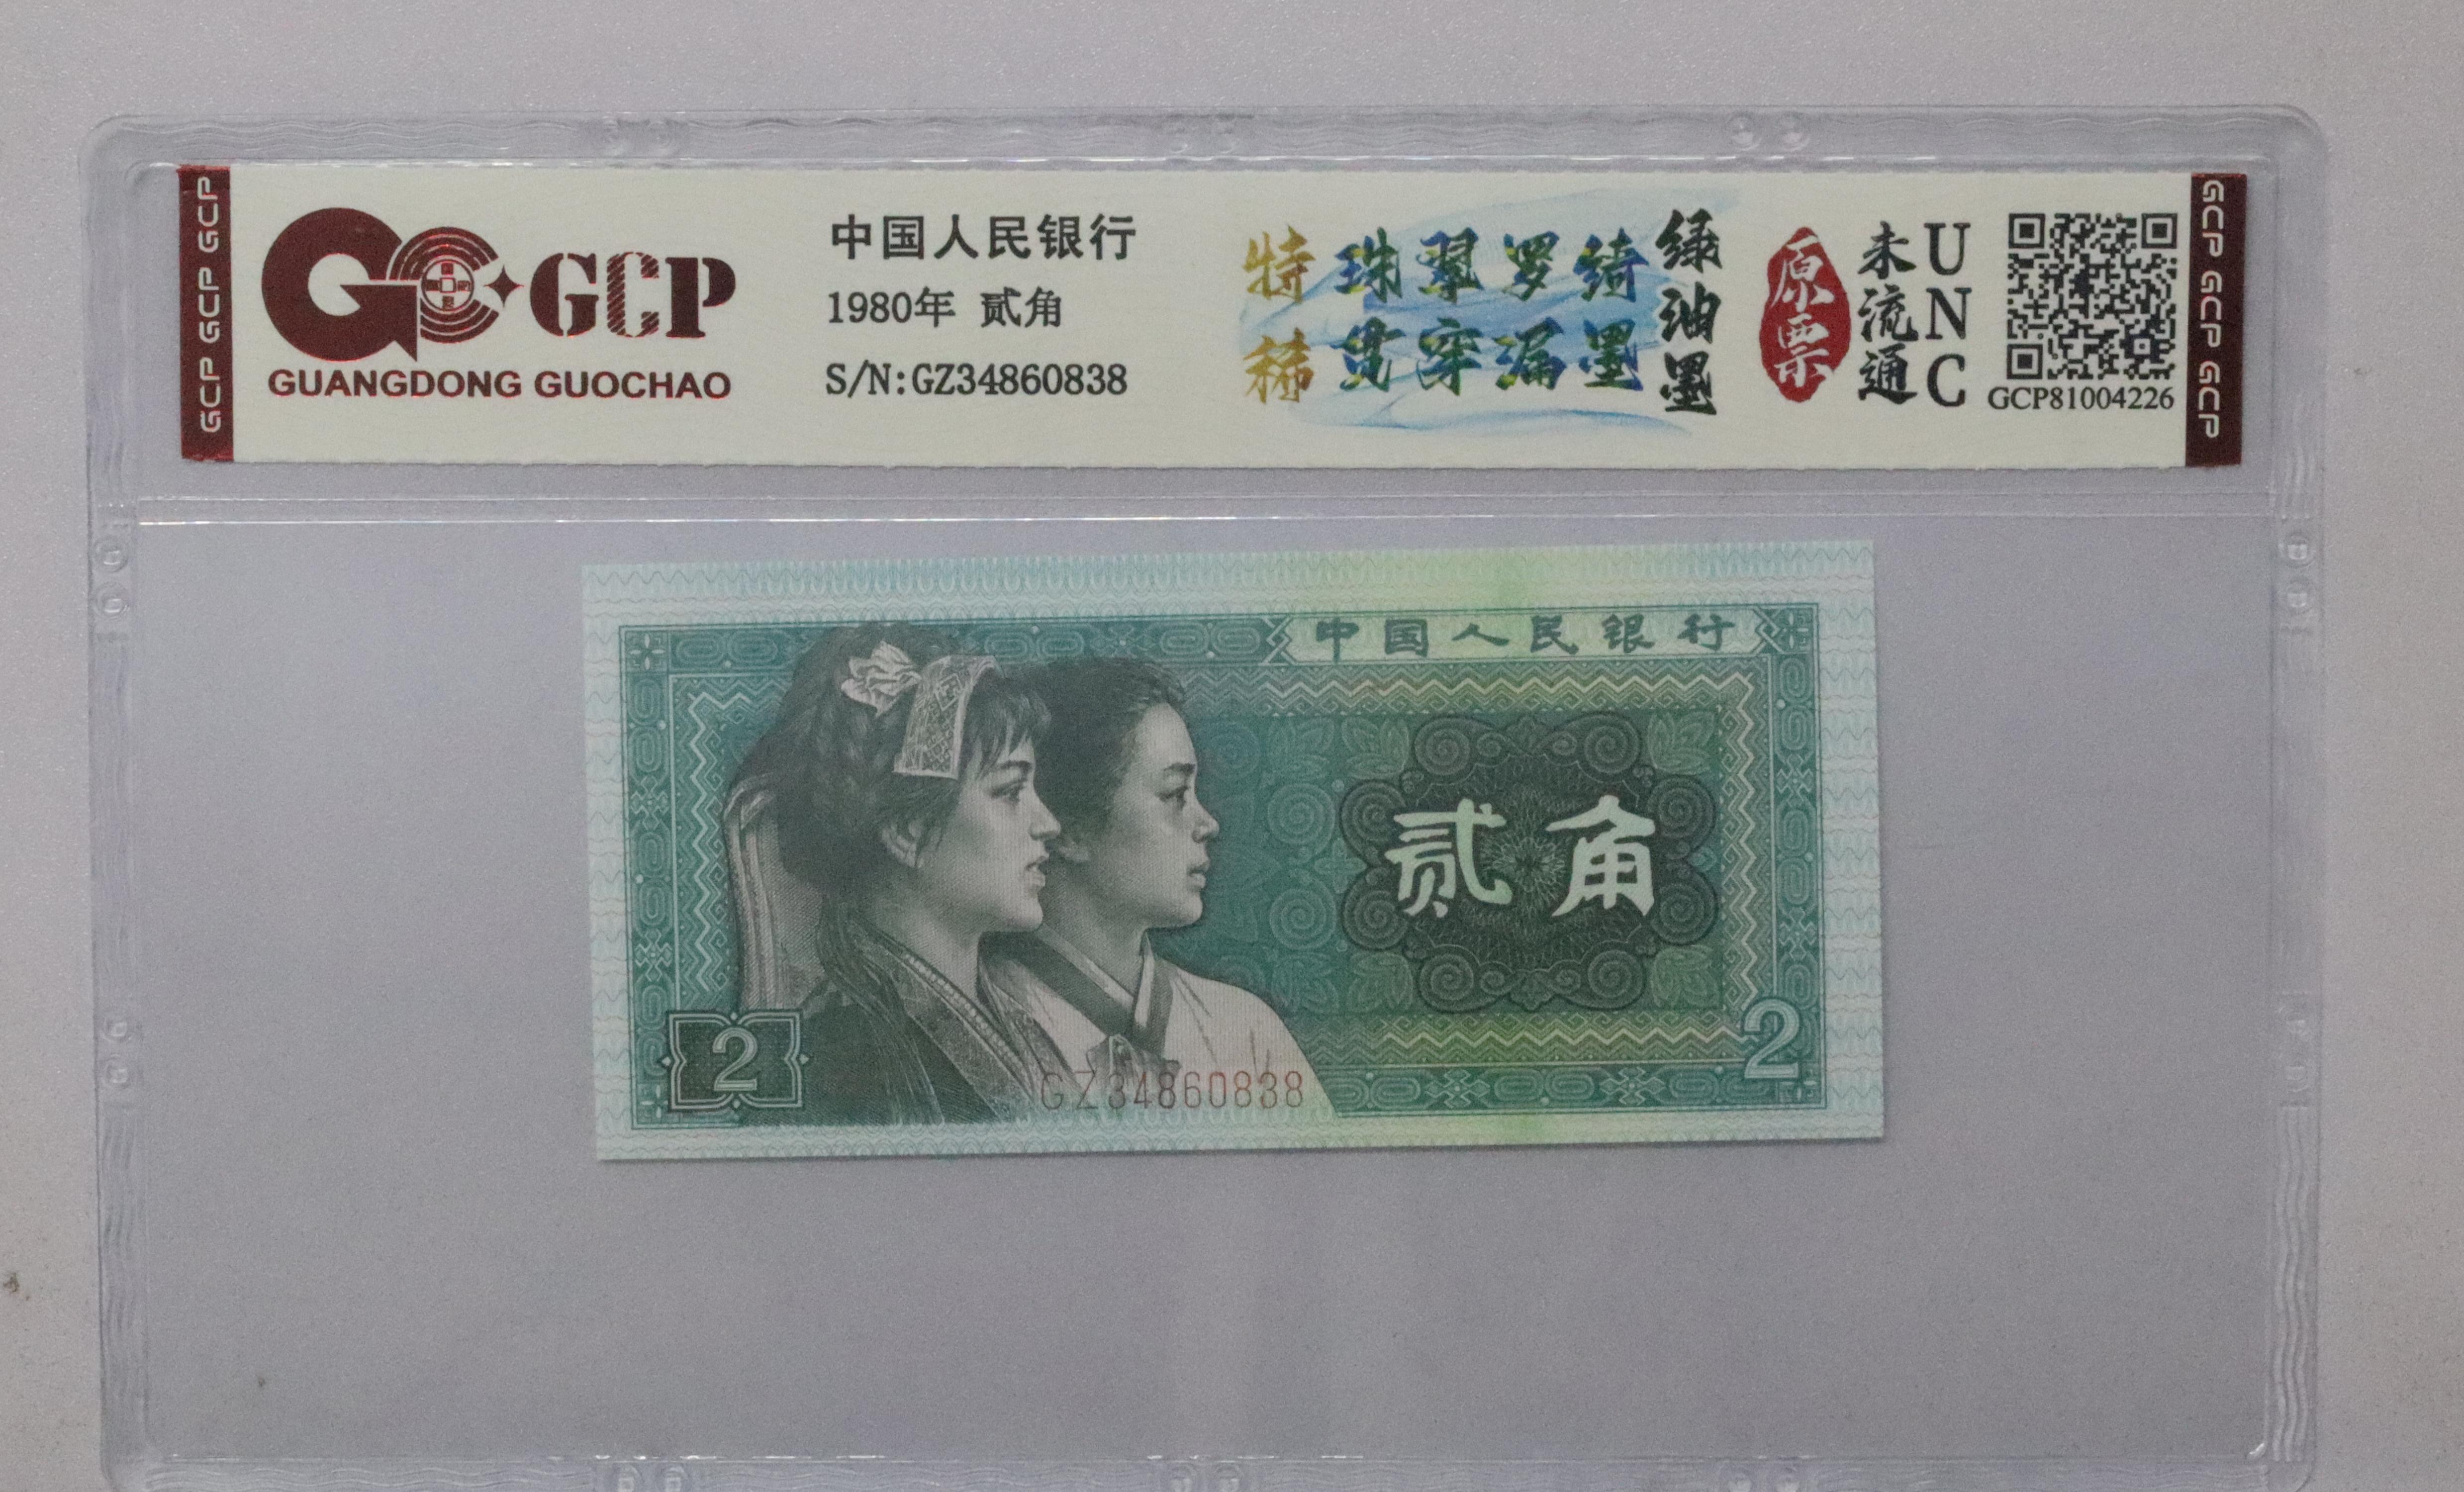 GCP GCP GCP GCP
GCP
GUANGDONG GUOCHAO
中国人民银行
1980年 贰角
S/N:GZ34860838
特稀
珠翠罗绮
贯穿漏墨
绿油墨
原票
未流通
UNC
GCP81004226
GCP GCP GCP GCP
中国人民银行
贰角
2
2
GZ34860838